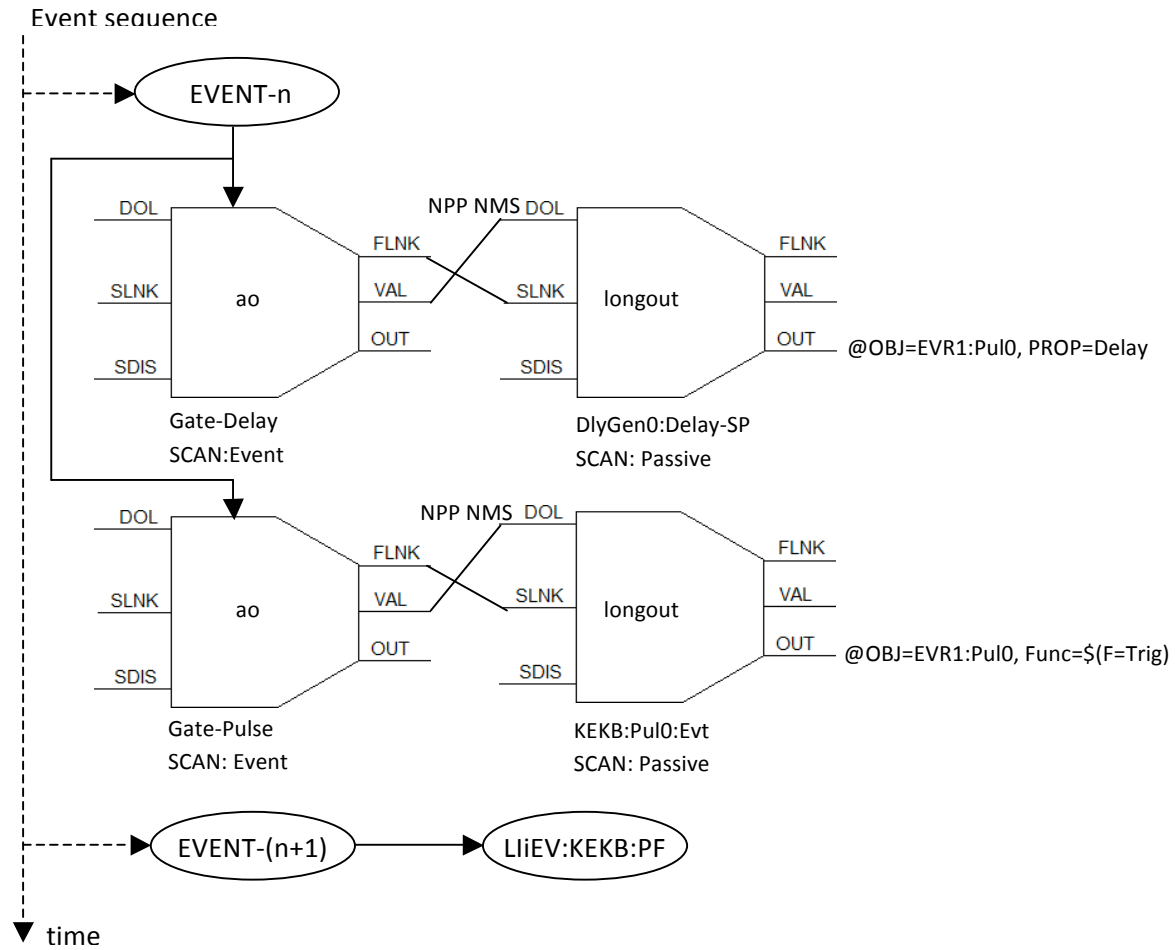 Event sequence
EVENT-n
DOL
SLNK
SDIS
ao
FLNK
VAL
OUT
Gate-Delay
SCAN:Event
NPP NMS
DOL
SLNK
SDIS
longout
FLNK
VAL
OUT
@OBJ=EVR1:Pul0, PROP=Delay
DlyGen0:Delay-SP
SCAN: Passive
DOL
SLNK
SDIS
ao
FLNK
VAL
OUT
Gate-Pulse
SCAN: Event
NPP NMS
DOL
SLNK
SDIS
longout
FLNK
VAL
OUT
@OBJ=EVR1:Pul0, Func=$(F=Trig)
KEKB:Pul0:Evt
SCAN: Passive
EVENT-(n+1)
LIiEV:KEKB:PF
time